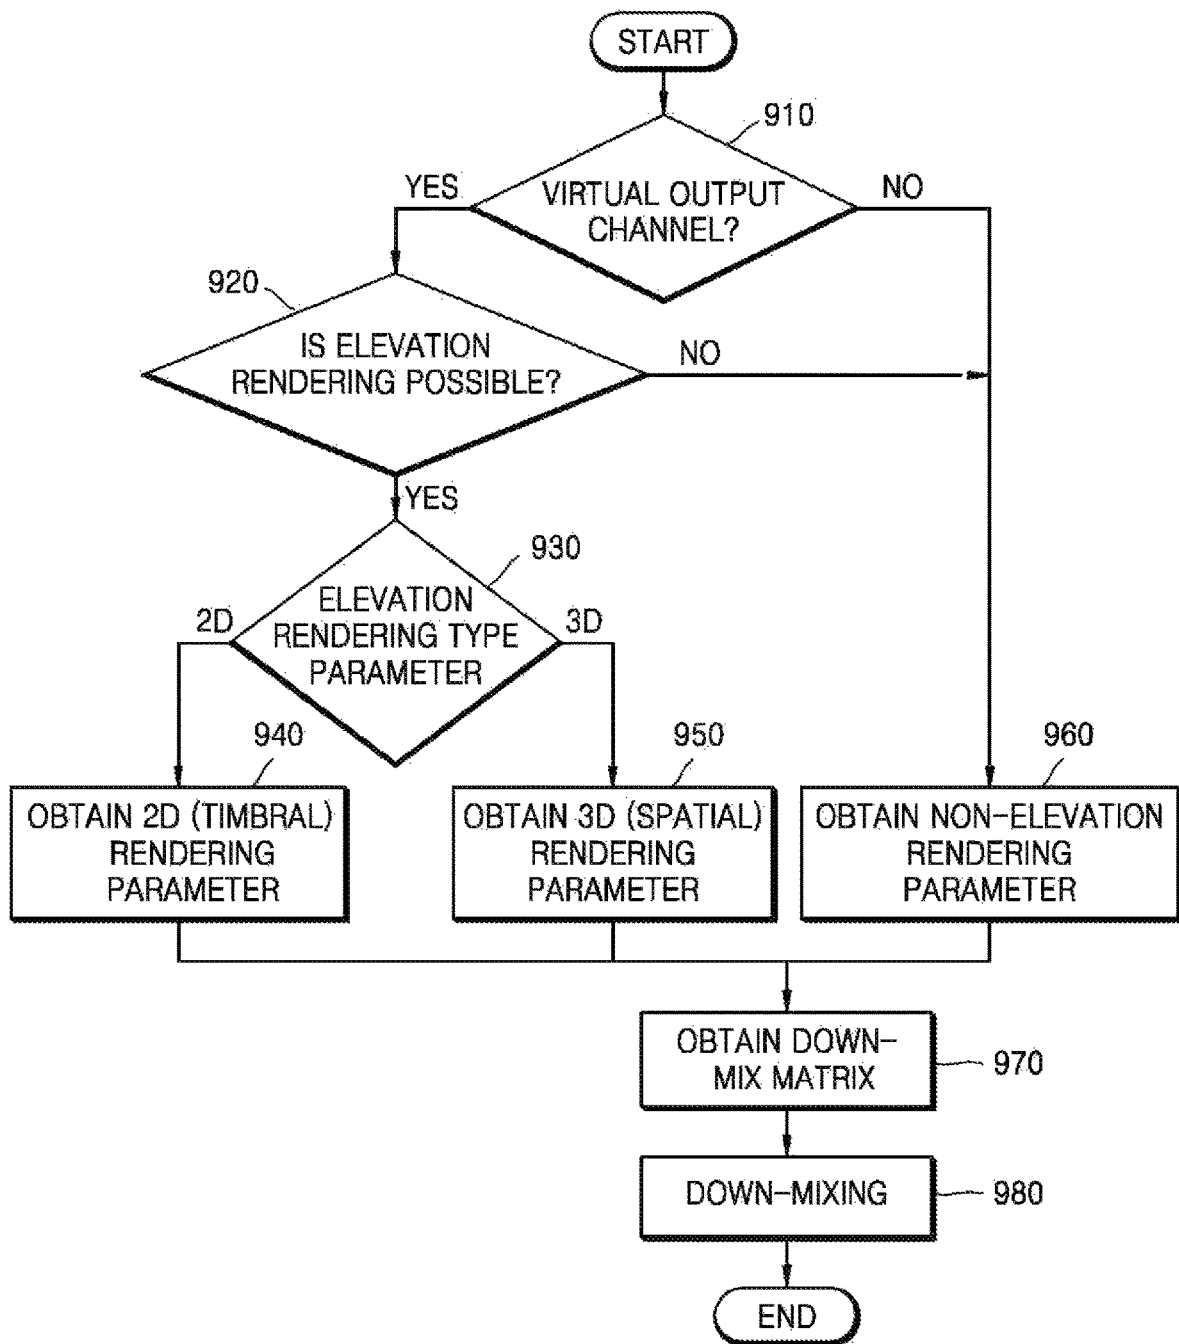 START
910
YES
NO
VIRTUAL OUTPUT
CHANNEL?
920
IS ELEVATION
RENDERING POSSIBLE?
NO
YES
930
2D
ELEVATION
RENDERING TYPE
PARAMETER
3D
940
950
960
OBTAIN 2D (TIMBRAL)
RENDERING
PARAMETER
OBTAIN 3D (SPATIAL)
RENDERING
PARAMETER
OBTAIN NON-ELEVATION
RENDERING
PARAMETER
OBTAIN DOWN-
MIX MATRIX
970
DOWN-MIXING
980
END